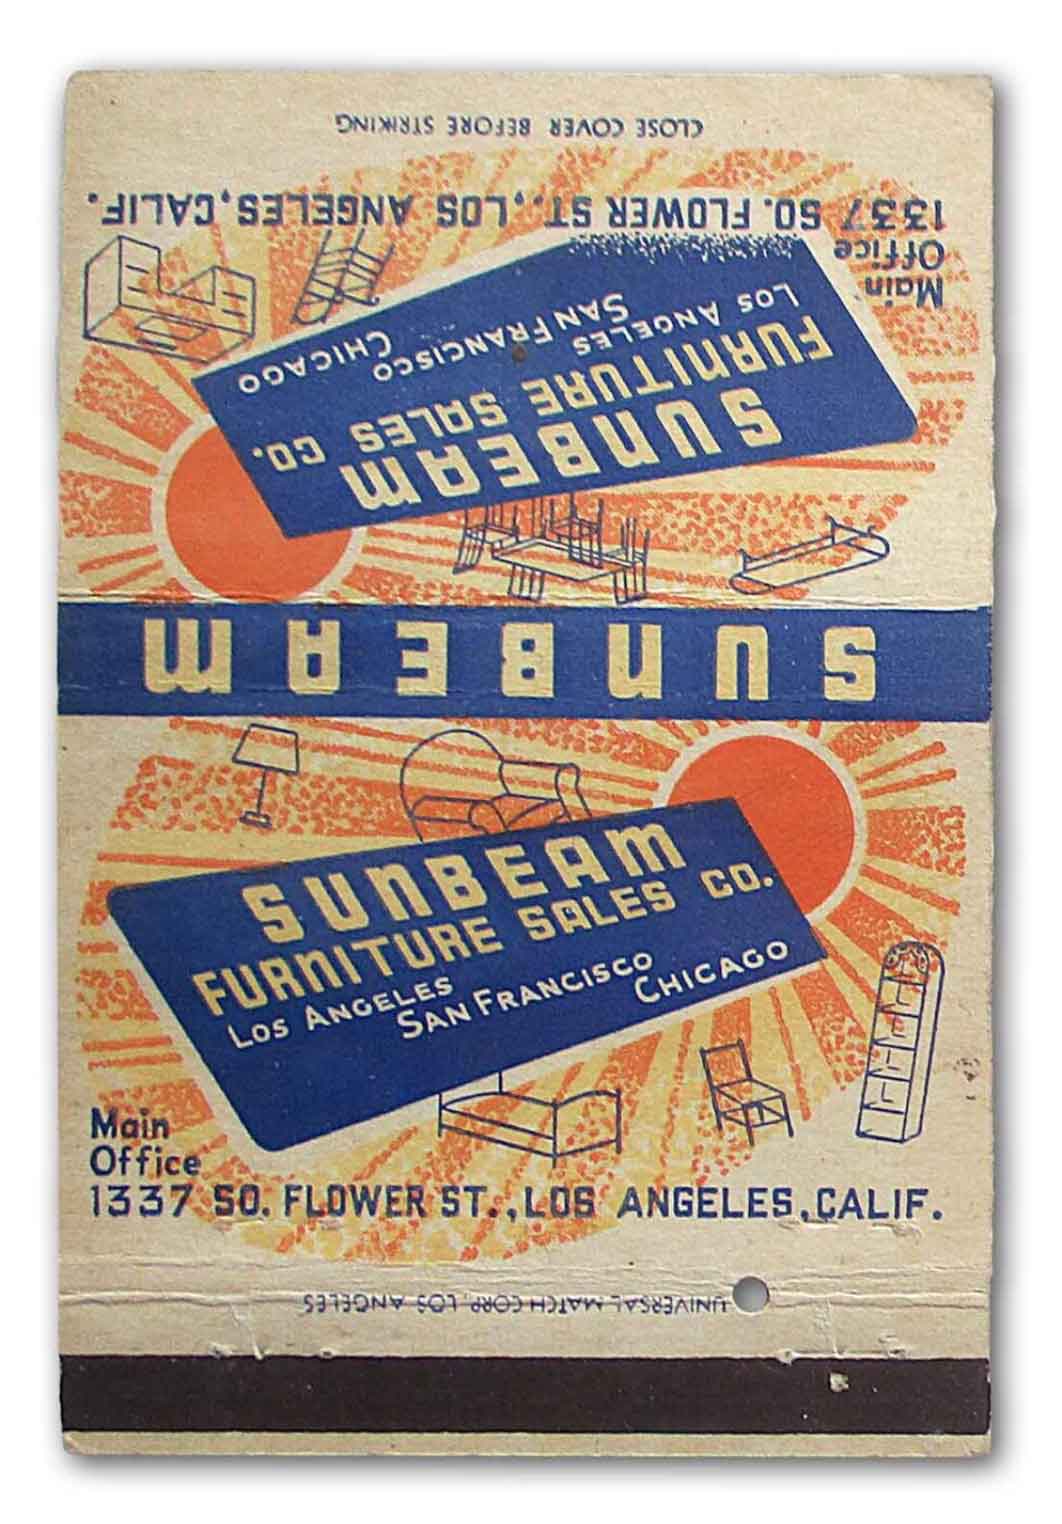 CLOSE COVER BEFORE STRIKING
1337 SO. FLOWER ST., LOS ANGELES, CALIF.
Main
Office
SUNBEAM
FURNITURE SALES CO.
LOS ANGELES
SAN FRANCISCO
CHICAGO
SUNBEAM
SUNBEAM
FURNITURE SALES CO.
LOS ANGELES
SAN FRANCISCO
CHICAGO
Main
Office
1337 SO. FLOWER ST., LOS ANGELES, CALIF.
UNIVERSAL MATCH CORP. LOS ANGELES